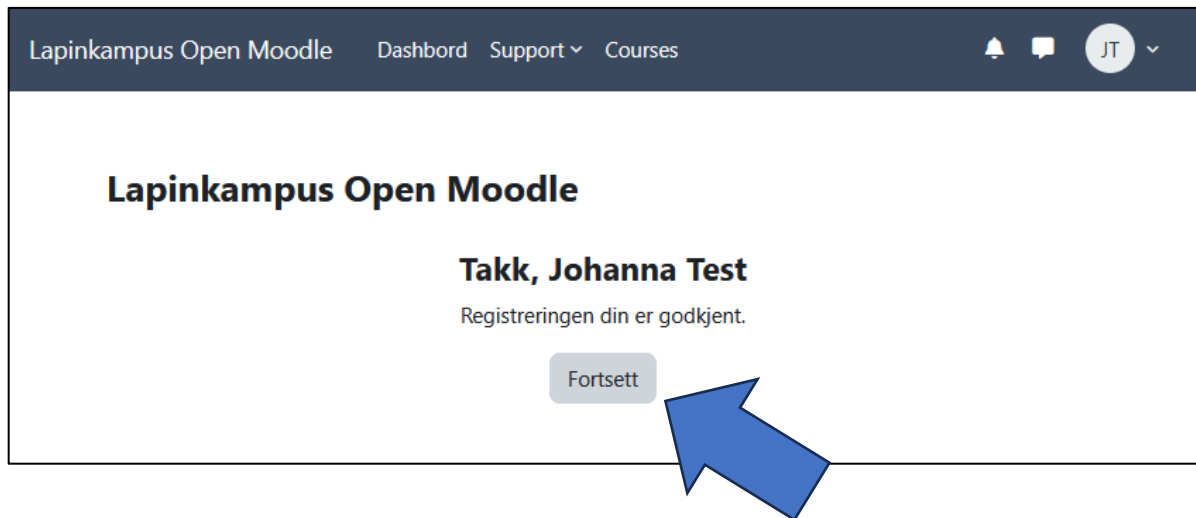 Lapinkampus Open Moodle Dashbord Support Courses JT
Lapinkampus Open Moodle
Takk, Johanna Test
Registreringen din er godkjent.
Fortsett